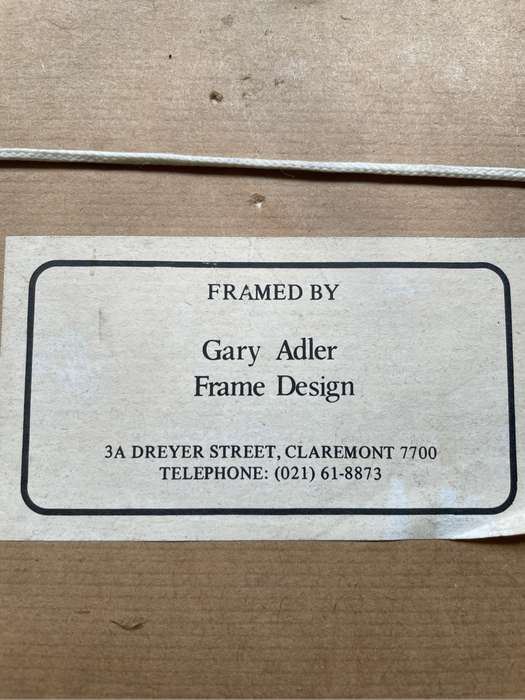 FRAMED BY
Gary Adler
Frame Design
3A DREYER STREET, CLAREMONT 7700
TELEPHONE: (021) 61-8873